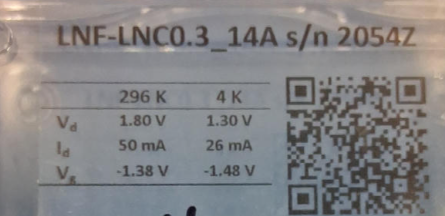 LNF-LNC0.3_14A s/n 2054Z
296 K 4 K
Vd 1.80 V 1.30 V
Id 50 mA 26 mA
Vg -1.38 V -1.48 V